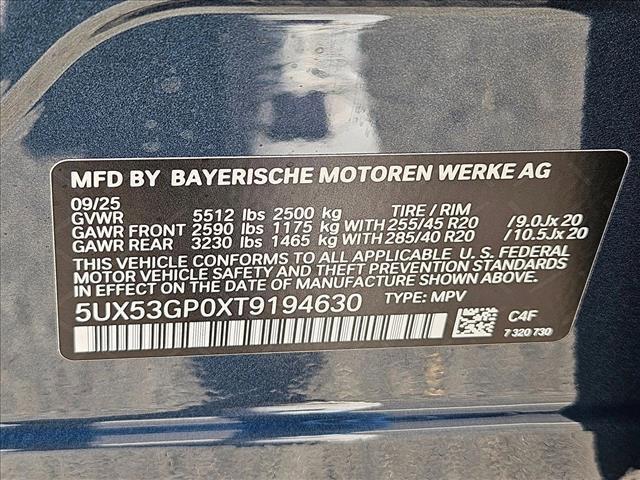 MFD BY BAYERISCHE MOTOREN WERKE AG
09/25
GVWR 5512 lbs 2500 kg TIRE / RIM
GAWR FRONT 2590 lbs 1175 kg WITH 255/45 R20 /9.0Jx20
GAWR REAR 3230 lbs 1465 kg WITH 285/40 R20 /10.5Jx20
THIS VEHICLE CONFORMS TO ALL APPLICABLE U.S. FEDERAL
MOTOR VEHICLE SAFETY AND THEFT PREVENTION STANDARDS
IN EFFECT ON THE DATE OF MANUFACTURE SHOWN ABOVE.
5UX53GP0XT9194630 TYPE: MPV
C4F
7 320 730